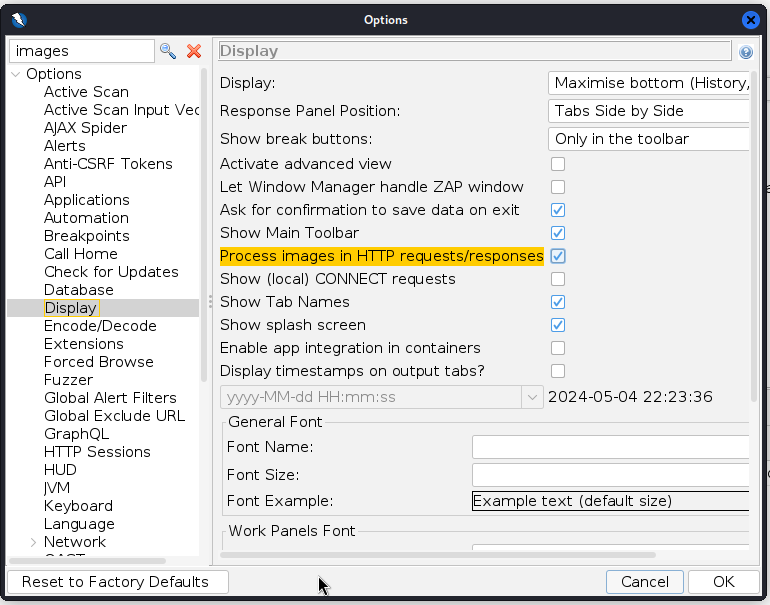 Options
images
Display
Options
Active Scan
Active Scan Input Vec
AJAX Spider
Alerts
Anti-CSRF Tokens
API
Applications
Automation
Breakpoints
Call Home
Check for Updates
Database
Display
Encode/Decode
Extensions
Forced Browse
Fuzzer
Global Alert Filters
Global Exclude URL
GraphQL
HTTP Sessions
HUD
JVM
Keyboard
Language
Network
Display: Maximise bottom (History,
Response Panel Position: Tabs Side by Side
Show break buttons: Only in the toolbar
Activate advanced view
Let Window Manager handle ZAP window
Ask for confirmation to save data on exit
Show Main Toolbar
Process images in HTTP requests/responses
Show (local) CONNECT requests
Show Tab Names
Show splash screen
Enable app integration in containers
Display timestamps on output tabs?
yyyy-MM-dd HH:mm:ss 2024-05-04 22:23:36
General Font
Font Name:
Font Size:
Font Example: Example text (default size)
Work Panels Font
Reset to Factory Defaults Cancel OK